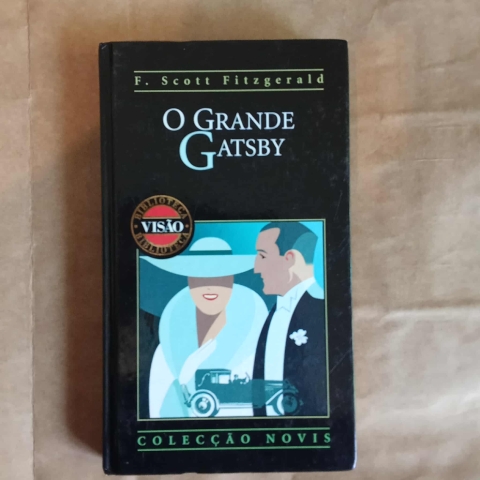 F. Scott Fitzgerald
O GRANDE
GATSBY
BIBLIOTECA
VISÃO
BIBLIOTECA
COLECÇÃO NOVIS